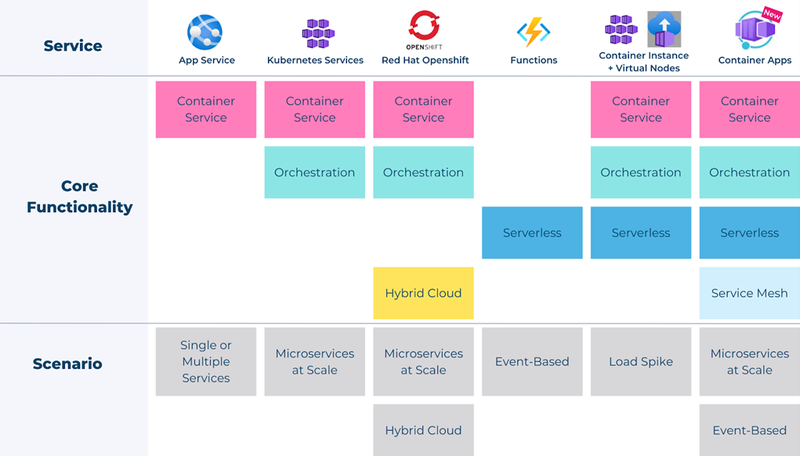 Service
App Service
Kubernetes Services
OPENSHIFT
Red Hat Openshift
Functions
Container Instance
+ Virtual Nodes
New
Container Apps
Core
Functionality
Container
Service
Container
Service
Container
Service
Container
Service
Container
Service
Orchestration
Orchestration
Orchestration
Orchestration
Serverless
Serverless
Serverless
Hybrid Cloud
Service Mesh
Scenario
Single or
Multiple
Services
Microservices
at Scale
Microservices
at Scale
Event-Based
Load Spike
Microservices
at Scale
Hybrid Cloud
Event-Based